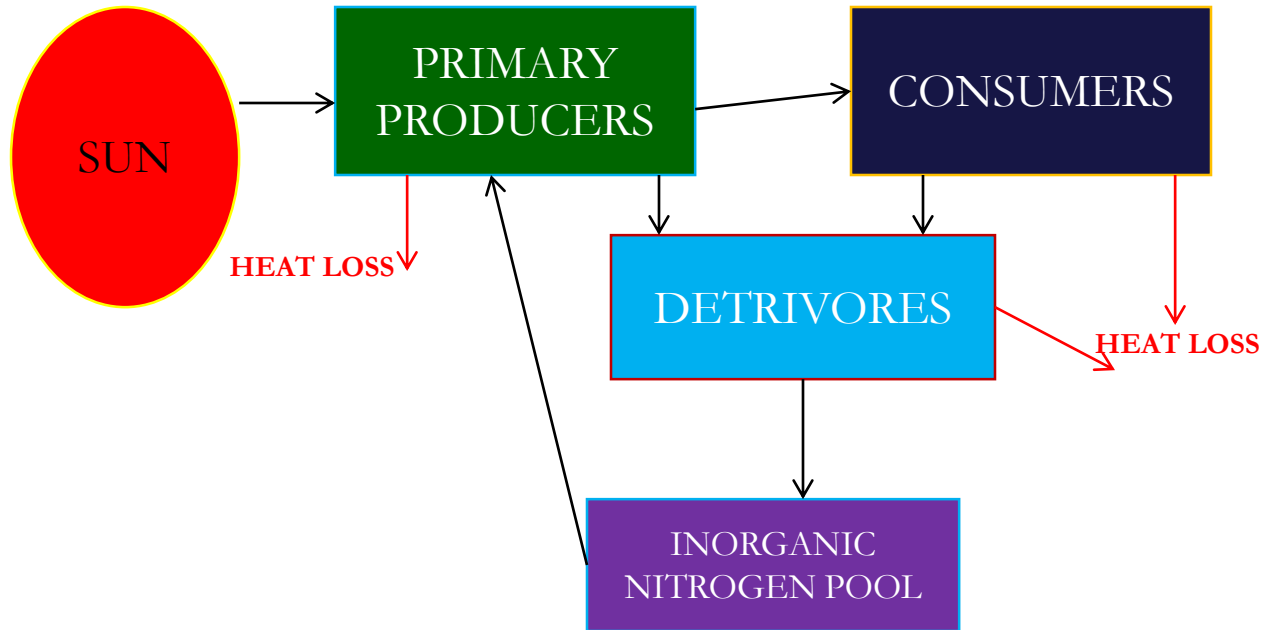 SUN
PRIMARY
PRODUCERS
CONSUMERS
HEAT LOSS
DETRIVORES
HEAT LOSS
INORGANIC
NITROGEN POOL